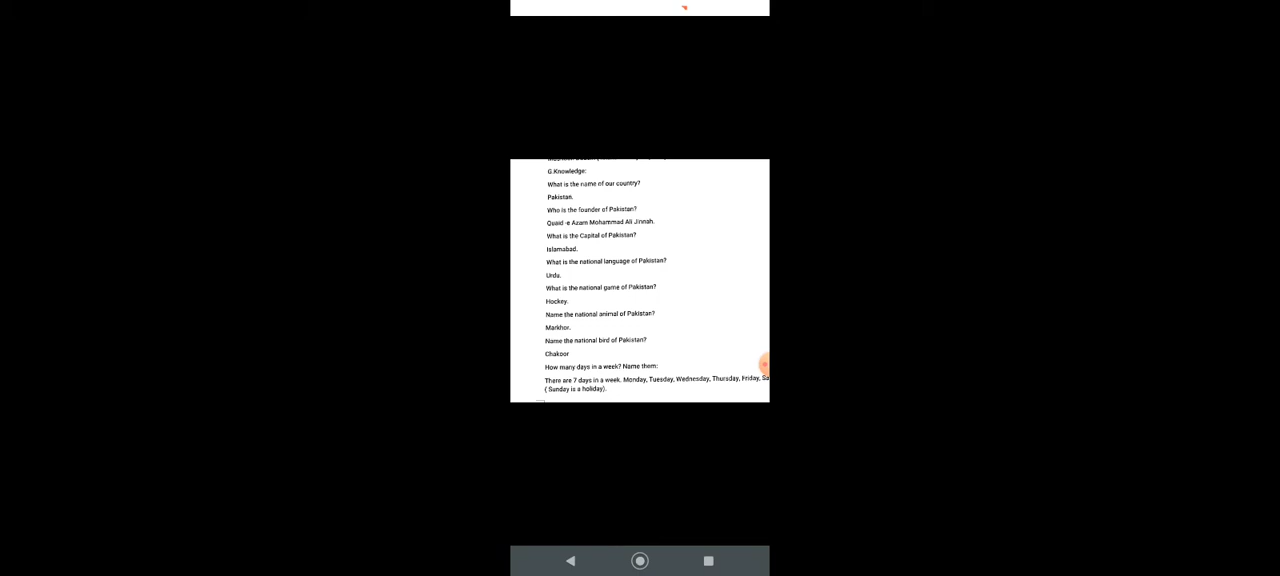 G.Knowledge:
What is the name of our country?
Pakistan.
Who is the founder of Pakistan?
Quaid -e Azam Mohammad Ali Jinnah.
What is the Capital of Pakistan?
Islamabad.
What is the national language of Pakistan?
Urdu.
What is the national game of Pakistan?
Hockey.
Name the national animal of Pakistan?
Markhor.
Name the national bird of Pakistan?
Chakoor
How many days in a week? Name them:
There are 7 days in a week. Monday, Tuesday, Wednesday, Thursday, Friday, Sa
( Sunday is a holiday).